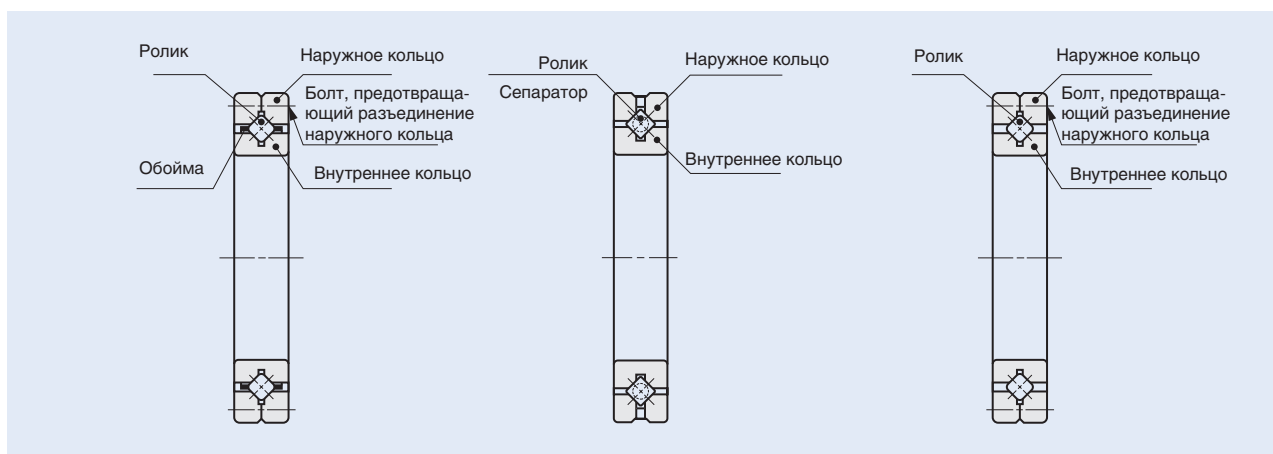 Ролик
Наружное кольцо
Болт, предотвраща-
ющий разъединение
наружного кольца
Обойма
Внутреннее кольцо
Ролик
Сепаратор
Наружное кольцо
Внутреннее кольцо
Ролик
Наружное кольцо
Болт, предотвраща-
ющий разъединение
наружного кольца
Внутреннее кольцо